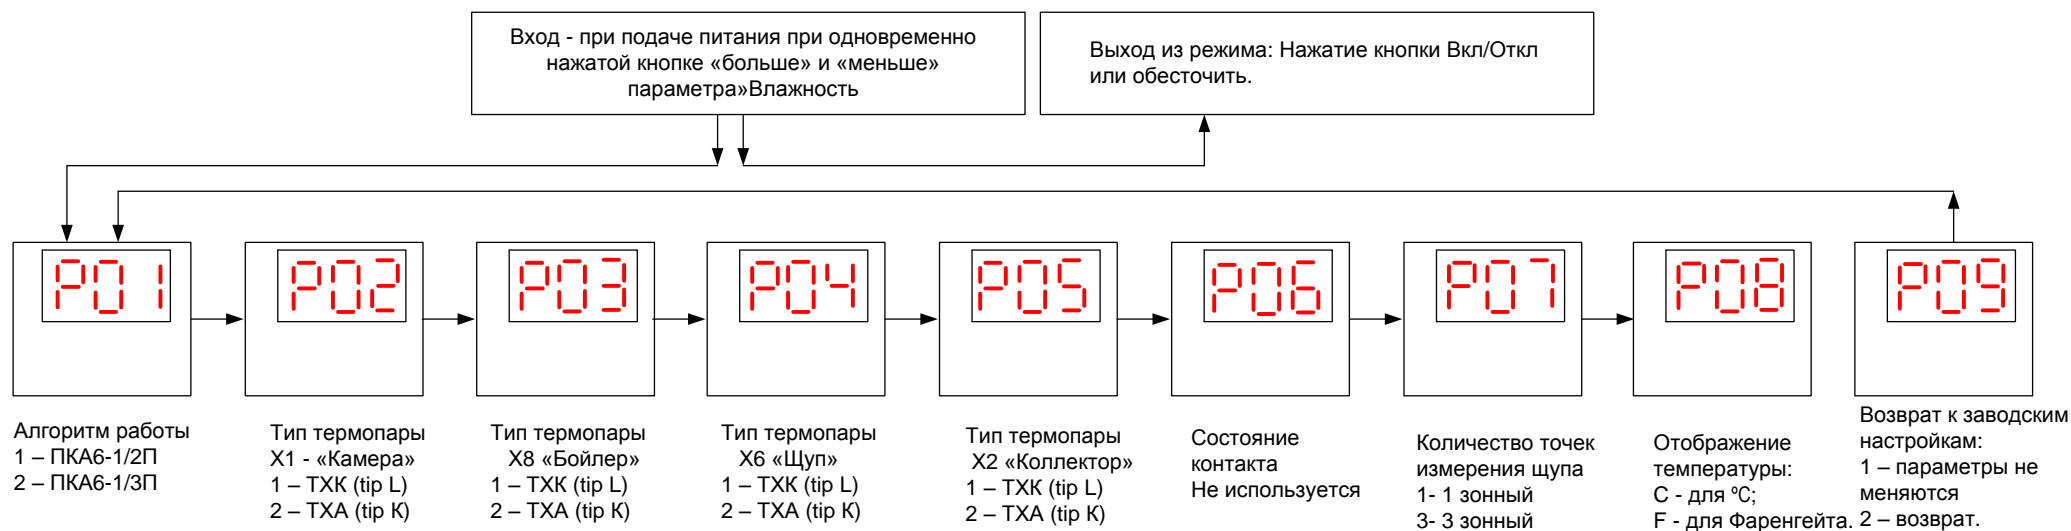 Вход - при подаче питания при одновременно
нажатой кнопке «больше» и «меньше»
параметра»Влажность
Выход из режима: Нажатие кнопки Вкл/Откл
или обесточить.
P01
P02
P03
P04
P05
P06
P07
P08
P09
Алгоритм работы
1 – ПКА6-1/2П
2 – ПКА6-1/3П
Тип термопары
X1 - «Камера»
1 – ТХК (tip L)
2 – ТХА (tip K)
Тип термопары
X8 «Бойлер»
1 – ТХК (tip L)
2 – ТХА (tip K)
Тип термопары
X6 «Щуп»
1 – ТХК (tip L)
2 – ТХА (tip K)
Тип термопары
X2 «Коллектор»
1 – ТХК (tip L)
2 – ТХА (tip K)
Состояние
контакта
Не используется
Количество точек
измерения щупа
1- 1 зонный
3- 3 зонный
Отображение
температуры:
С - для ℃;
F - для Фаренгейта.
Возврат к заводским
настройкам:
1 – параметры не
меняются
2 – возврат.